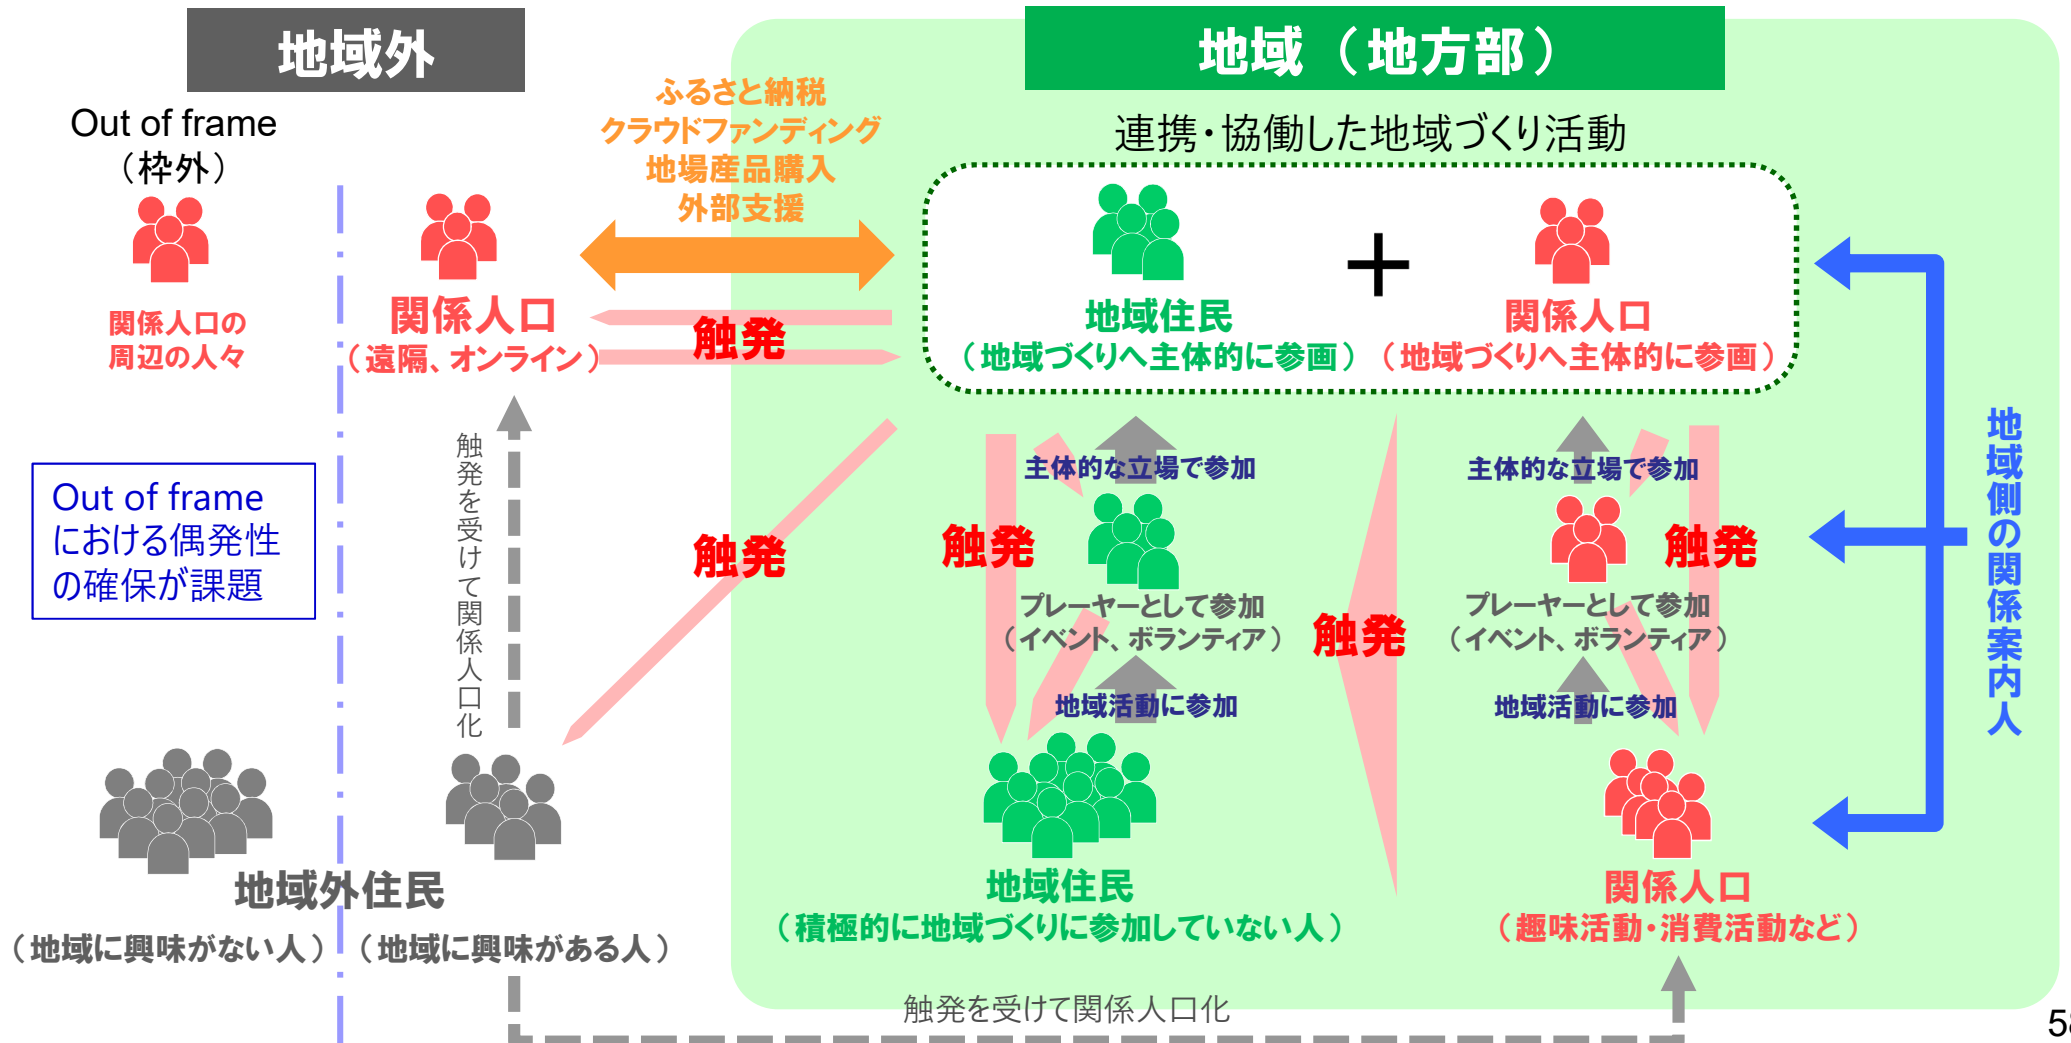 地域外
地域（地方部）
Out of frame
（枠外）
ふるさと納税
クラウドファンディング
地場産品購入
外部支援
連携・協働した地域づくり活動
関係人口の
周辺の人々
関係人口
（遠隔、オンライン）
触発
地域住民
（地域づくりへ主体的に参画）
＋
関係人口
（地域づくりへ主体的に参画）
Out of frame
における偶発性
の確保が課題
触発を受けて関係人口化
触発
触発
主体的な立場で参加
プレーヤーとして参加
（イベント、ボランティア）
地域活動に参加
触発
主体的な立場で参加
触発
プレーヤーとして参加
（イベント、ボランティア）
地域活動に参加
地域側の関係案内人
地域外住民
（地域に興味がない人）
（地域に興味がある人）
地域住民
（積極的に地域づくりに参加していない人）
関係人口
（趣味活動・消費活動など）
触発を受けて関係人口化